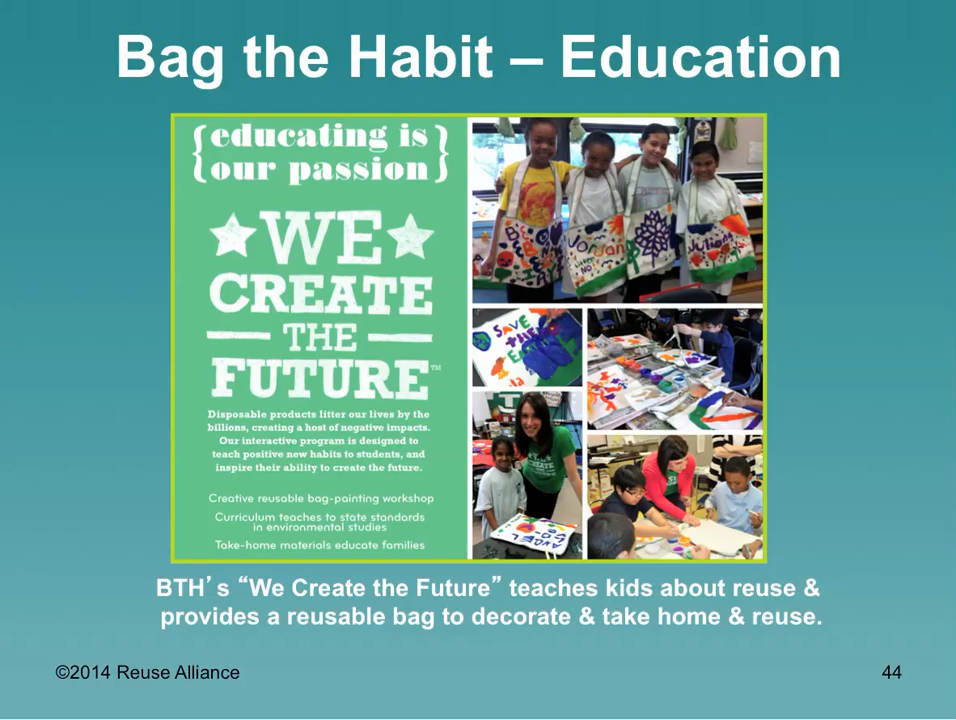 Bag the Habit – Education
{educating is
our passion}
WE
CREATE
THE
FUTURE™
Disposable products litter our lives by the
billions, creating a host of negative impacts.
Our interactive program is designed to
teach positive new habits to students, and
inspire their ability to create the future.
Creative reusable bag-painting workshop
Curriculum teaches to state standards
in environmental studies
Take-home materials educate families
Jordan
Juliana
SAVE
the
BTH’s “We Create the Future” teaches kids about reuse &
provides a reusable bag to decorate & take home & reuse.
©2014 Reuse Alliance
44